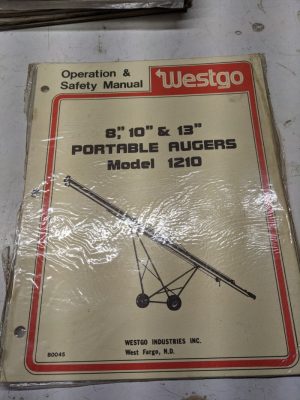 Operation &
Safety Manual
Westgo
8", 10" & 13"
PORTABLE AUGERS
Model 1210
WESTGO INDUSTRIES INC.
West Fargo, N.D.
80045